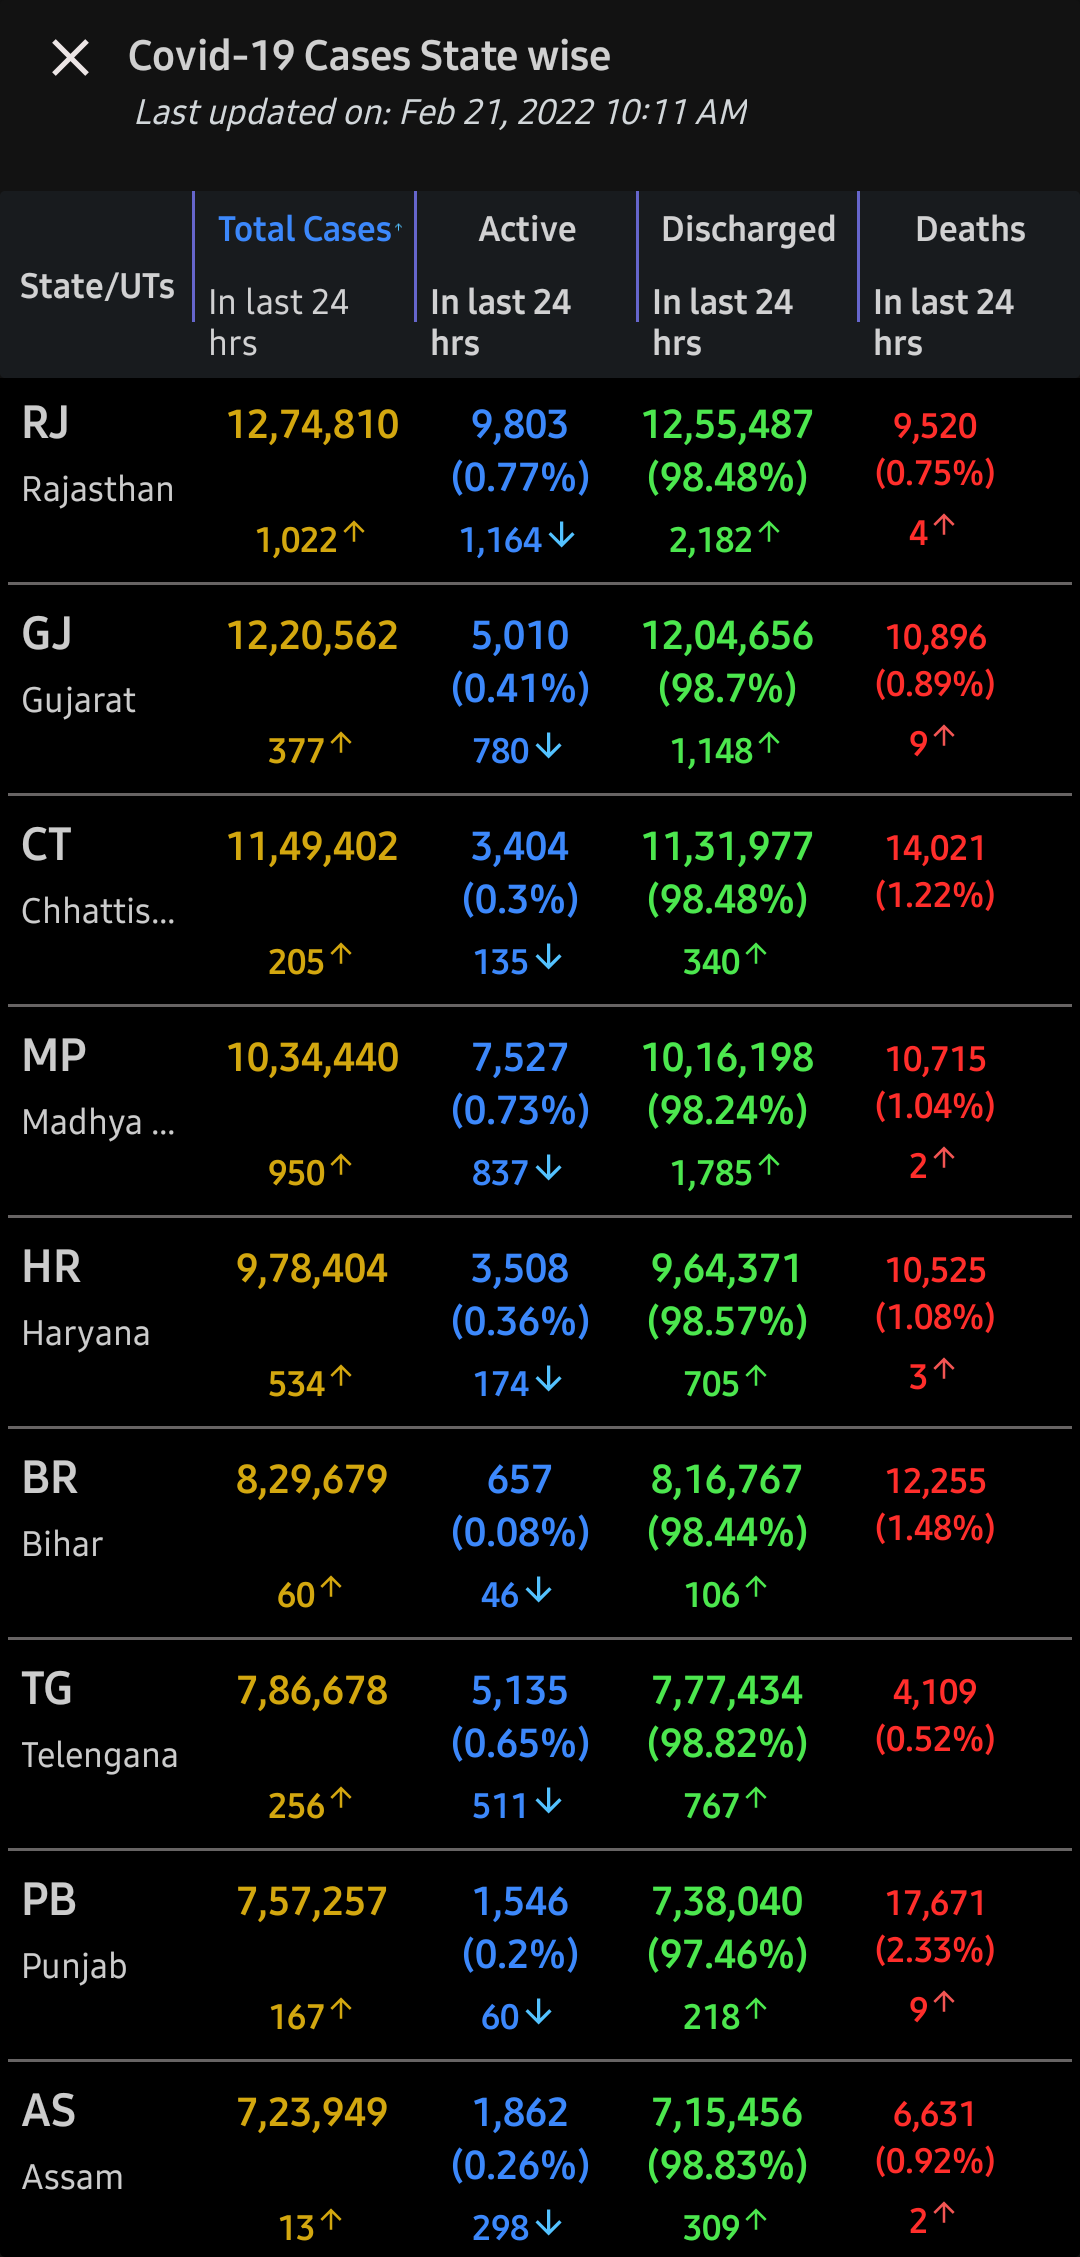 Covid-19 Cases State wise
Last updated on: Feb 21, 2022 10:11 AM
State/UTs
Total Cases↑ Active Discharged Deaths
In last 24 hrs In last 24 hrs In last 24 hrs In last 24 hrs
RJ 12,74,810 9,803 12,55,487 9,520
(0.77%) (98.48%) (0.75%)
Rajasthan
1,022↑ 1,164↓ 2,182↑ 4↑
GJ 12,20,562 5,010 12,04,656 10,896
(0.41%) (98.7%) (0.89%)
Gujarat
377↑ 780↓ 1,148↑ 9↑
CT 11,49,402 3,404 11,31,977 14,021
(0.3%) (98.48%) (1.22%)
Chhattis...
205↑ 135↓ 340↑
MP 10,34,440 7,527 10,16,198 10,715
(0.73%) (98.24%) (1.04%)
Madhya ...
950↑ 837↓ 1,785↑ 2↑
HR 9,78,404 3,508 9,64,371 10,525
(0.36%) (98.57%) (1.08%)
Haryana
534↑ 174↓ 705↑ 3↑
BR 8,29,679 657 8,16,767 12,255
(0.08%) (98.44%) (1.48%)
Bihar
60↑ 46↓ 106↑
TG 7,86,678 5,135 7,77,434 4,109
(0.65%) (98.82%) (0.52%)
Telengana
256↑ 511↓ 767↑
PB 7,57,257 1,546 7,38,040 17,671
(0.2%) (97.46%) (2.33%)
Punjab
167↑ 60↓ 218↑ 9↑
AS 7,23,949 1,862 7,15,456 6,631
(0.26%) (98.83%) (0.92%)
Assam
13↑ 298↓ 309↑ 2↑